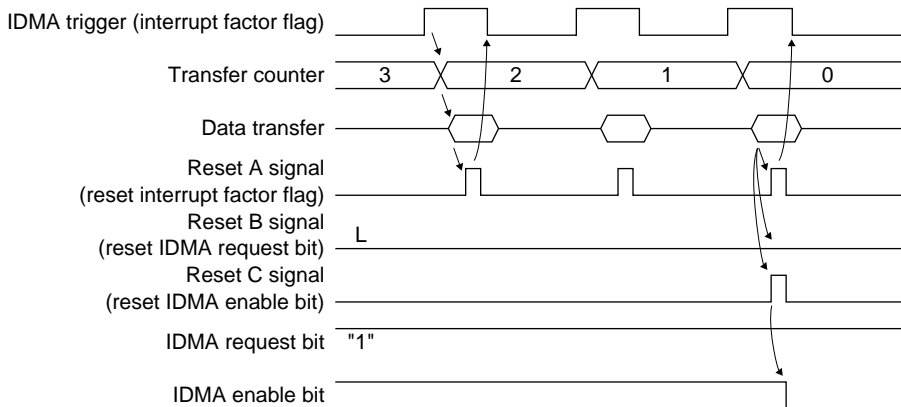 IDMA trigger (interrupt factor flag)
Transfer counter 3 2 1 0
Data transfer
Reset A signal
(reset interrupt factor flag)
Reset B signal
(reset IDMA request bit) L
Reset C signal
(reset IDMA enable bit)
IDMA request bit "1"
IDMA enable bit